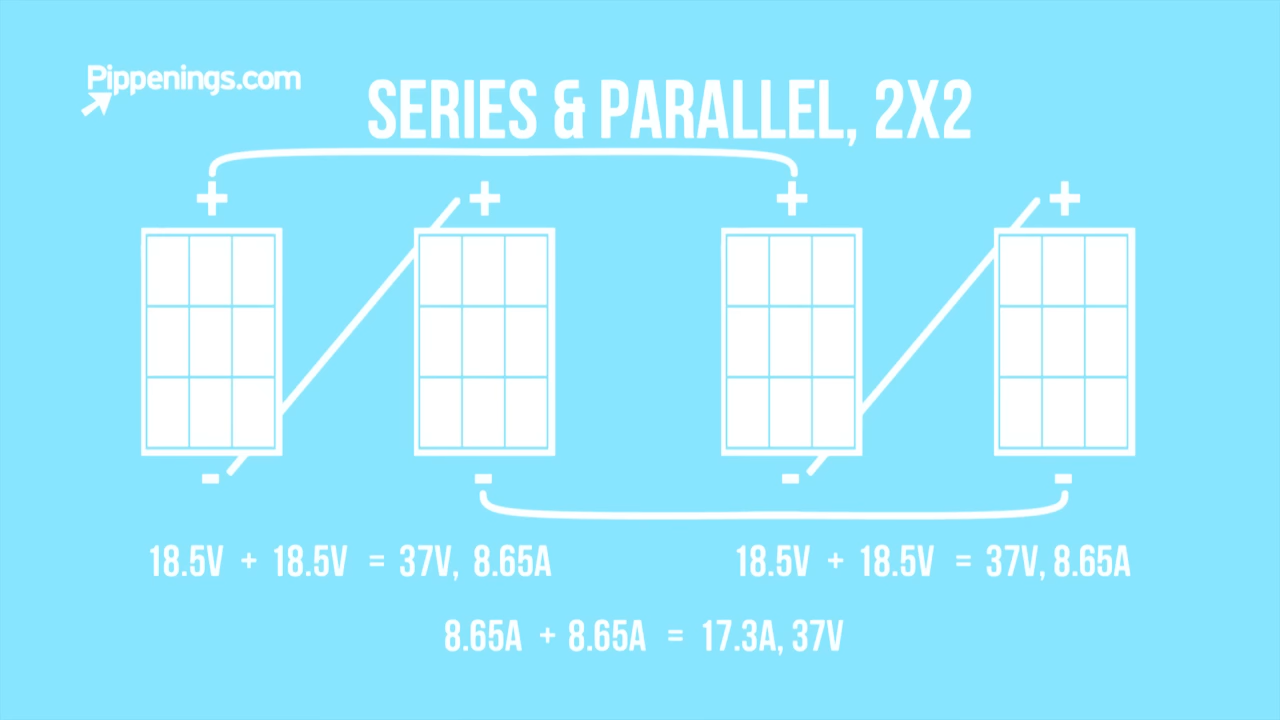 Pippenings.com
SERIES & PARALLEL, 2X2
+ + + +
- - - -
18.5V + 18.5V = 37V, 8.65A
18.5V + 18.5V = 37V, 8.65A
8.65A + 8.65A = 17.3A, 37V